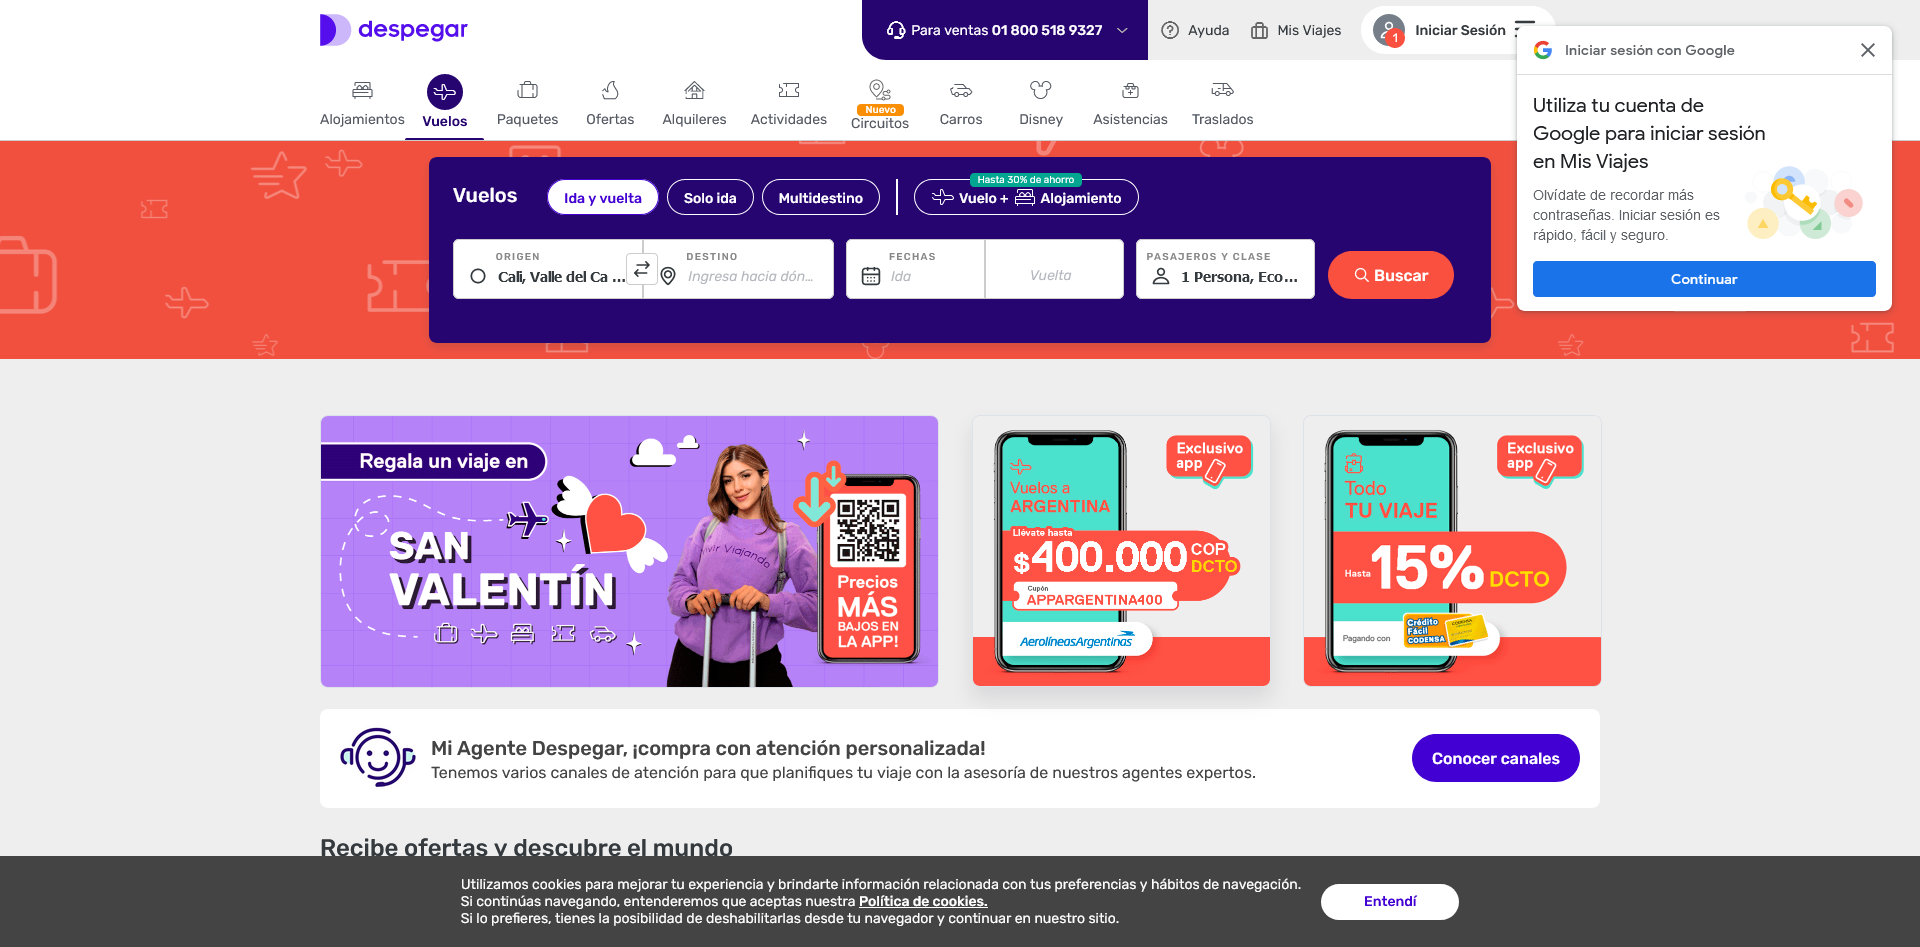 despegar
Para ventas 01 800 518 9327
Ayuda
Mis Viajes
1
Iniciar Sesión
Alojamientos
Vuelos
Paquetes
Ofertas
Alquileres
Actividades
Nuevo
Circuitos
Carros
Disney
Asistencias
Traslados
Iniciar sesión con Google
Utiliza tu cuenta de
Google para iniciar sesión
en Mis Viajes
Olvídate de recordar más
contraseñas. Iniciar sesión es
rápido, fácil y seguro.
Continuar
Vuelos
Ida y vuelta
Solo ida
Multidestino
Hasta 30% de ahorro
Vuelo + Alojamiento
ORIGEN
Cali, Valle del Ca ...
DESTINO
Ingresa hacia dón...
FECHAS
Ida
Vuelta
PASAJEROS Y CLASE
1 Persona, Eco...
Buscar
Regala un viaje en
SAN
VALENTÍN
Vivir Viajando
Precios
MÁS
BAJOS EN
LA APP!
Exclusivo
app
Vuelos a
ARGENTINA
Llévate hasta
$400.000 COP
DCTO
Cupón
APPARGENTINA400
AerolíneasArgentinas
Exclusivo
app
Todo
TU VIAJE
Hasta 15% DCTO
Pagando con
Crédito
Fácil
CODENSA
Mi Agente Despegar, ¡compra con atención personalizada!
Tenemos varios canales de atención para que planifiques tu viaje con la asesoría de nuestros agentes expertos.
Conocer canales
Recibe ofertas y descubre el mundo
Utilizamos cookies para mejorar tu experiencia y brindarte información relacionada con tus preferencias y hábitos de navegación.
Si continúas navegando, entenderemos que aceptas nuestra Política de cookies.
Si lo prefieres, tienes la posibilidad de deshabilitarlas desde tu navegador y continuar en nuestro sitio.
Entendí